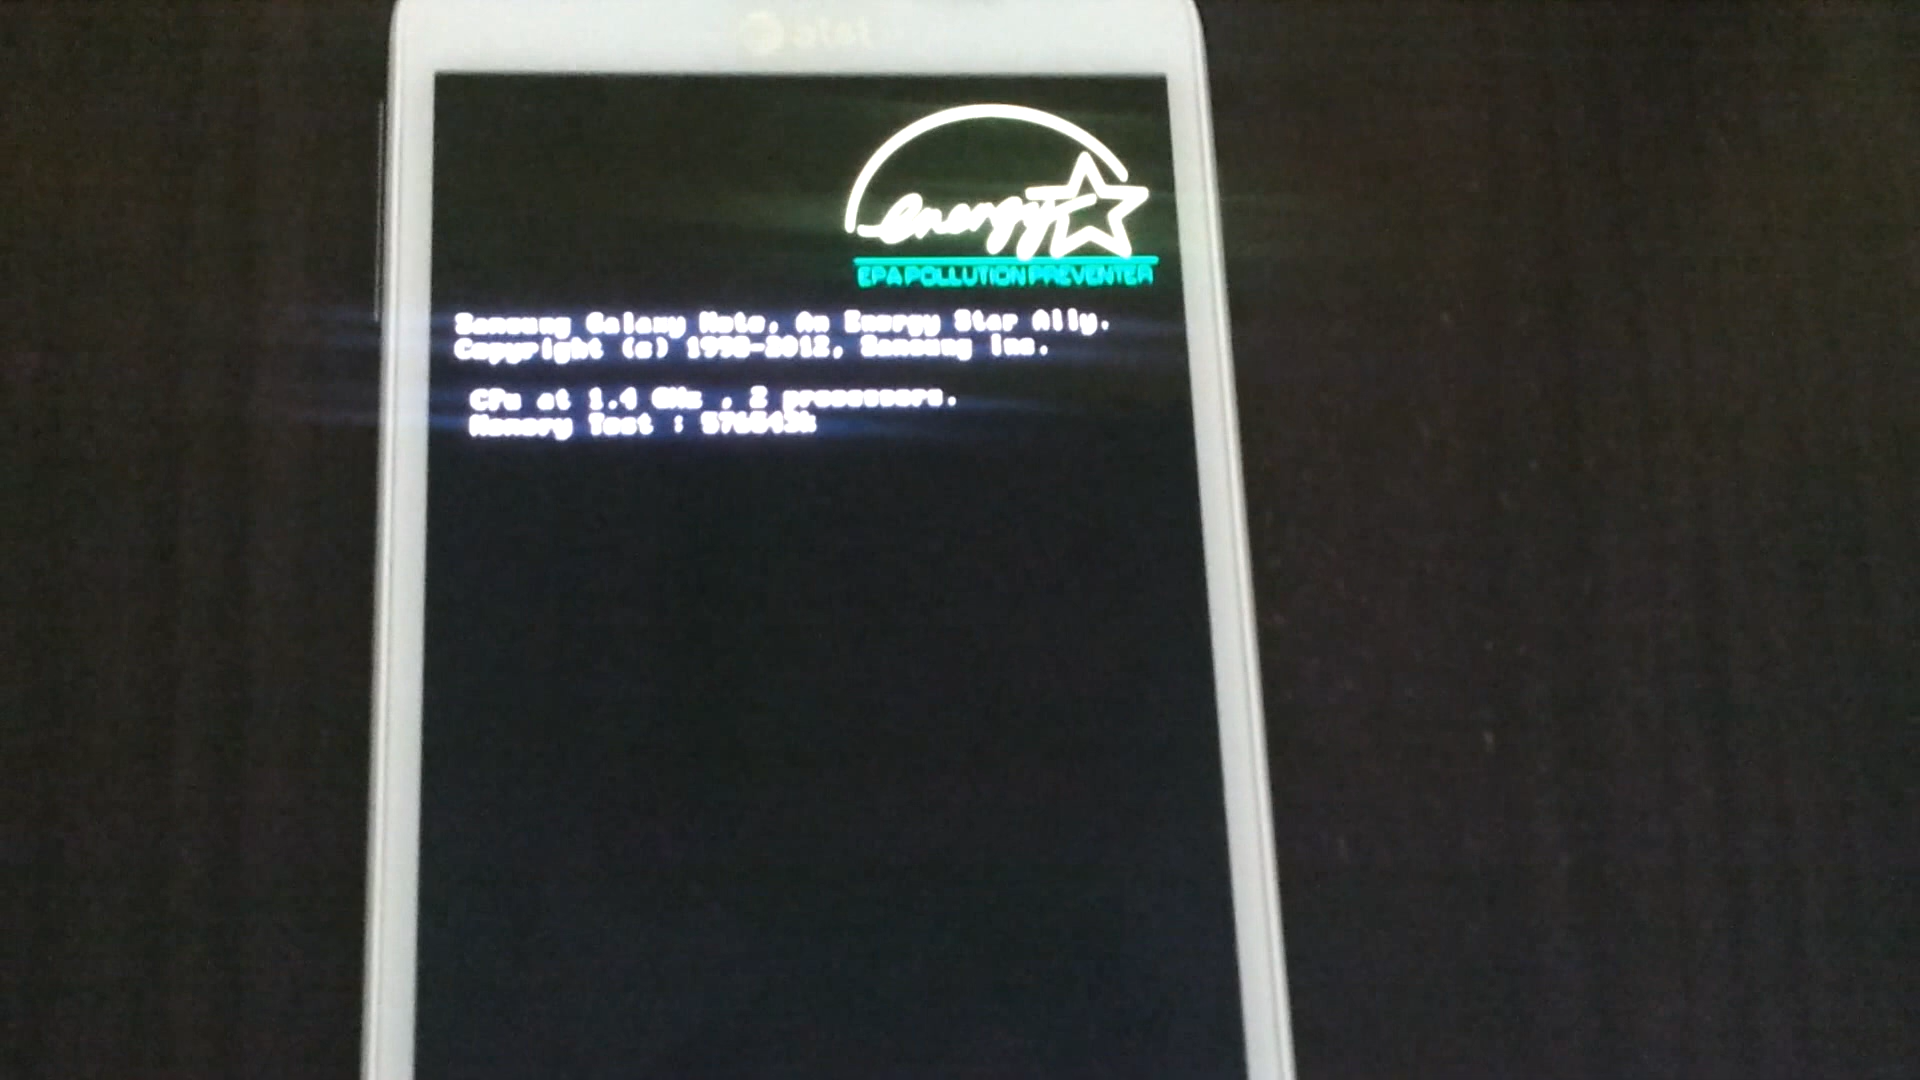 at&t
energy
EPA POLLUTION PREVENTER
Samsung Galaxy Note, An Energy Star Ally.
Copyright (c) 1998-2012, Samsung Inc.
CPu at 1.4 GHz , 2 processors.
Memory Test :